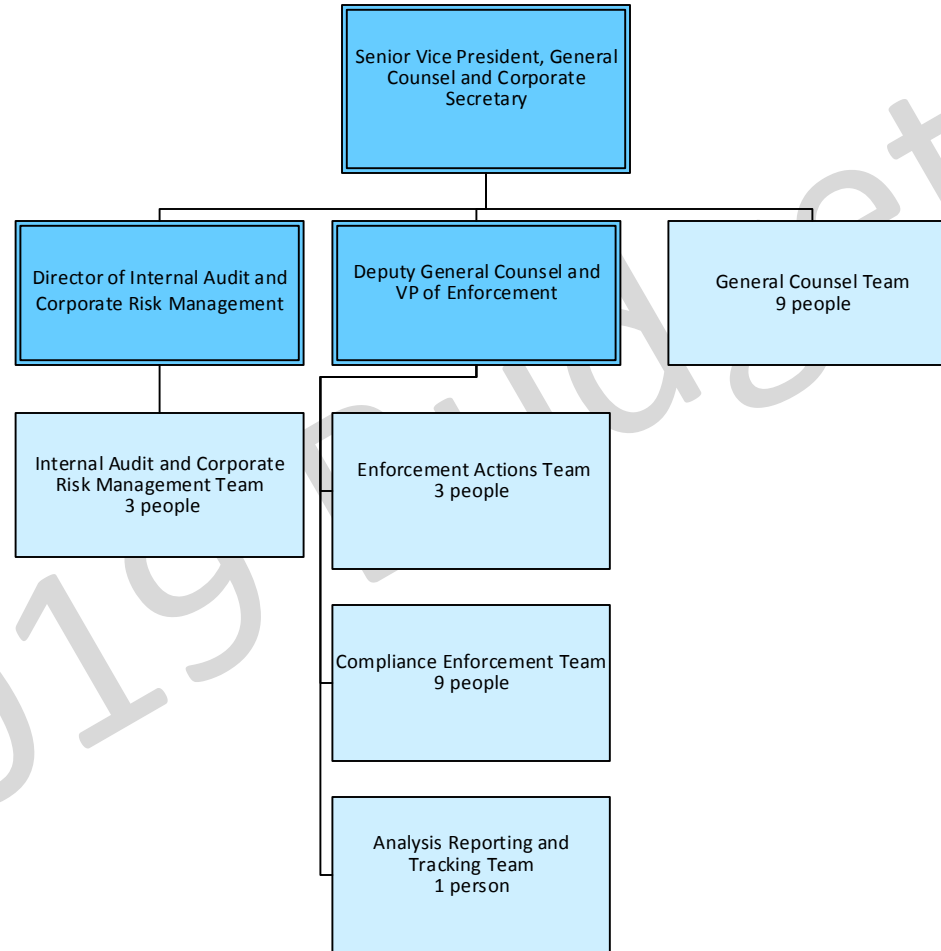 Senior Vice President, General
Counsel and Corporate
Secretary
Director of Internal Audit and
Corporate Risk Management
Deputy General Counsel and
VP of Enforcement
General Counsel Team
9 people
Internal Audit and Corporate
Risk Management Team
3 people
Enforcement Actions Team
3 people
Compliance Enforcement Team
9 people
Analysis Reporting and
Tracking Team
1 person
019 Budget